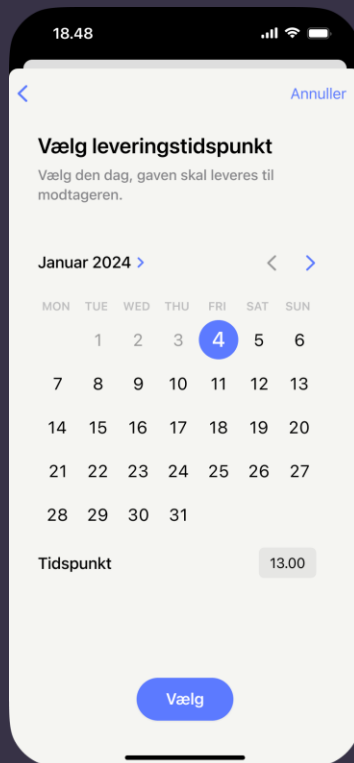 18.48
Annuller
Vælg leveringstidspunkt
Vælg den dag, gaven skal leveres til
modtageren.
Januar 2024
MON TUE WED THU FRI SAT SUN
1 2 3 4 5 6
7 8 9 10 11 12 13
14 15 16 17 18 19 20
21 22 23 24 25 26 27
28 29 30 31
Tidspunkt 13.00
Vælg